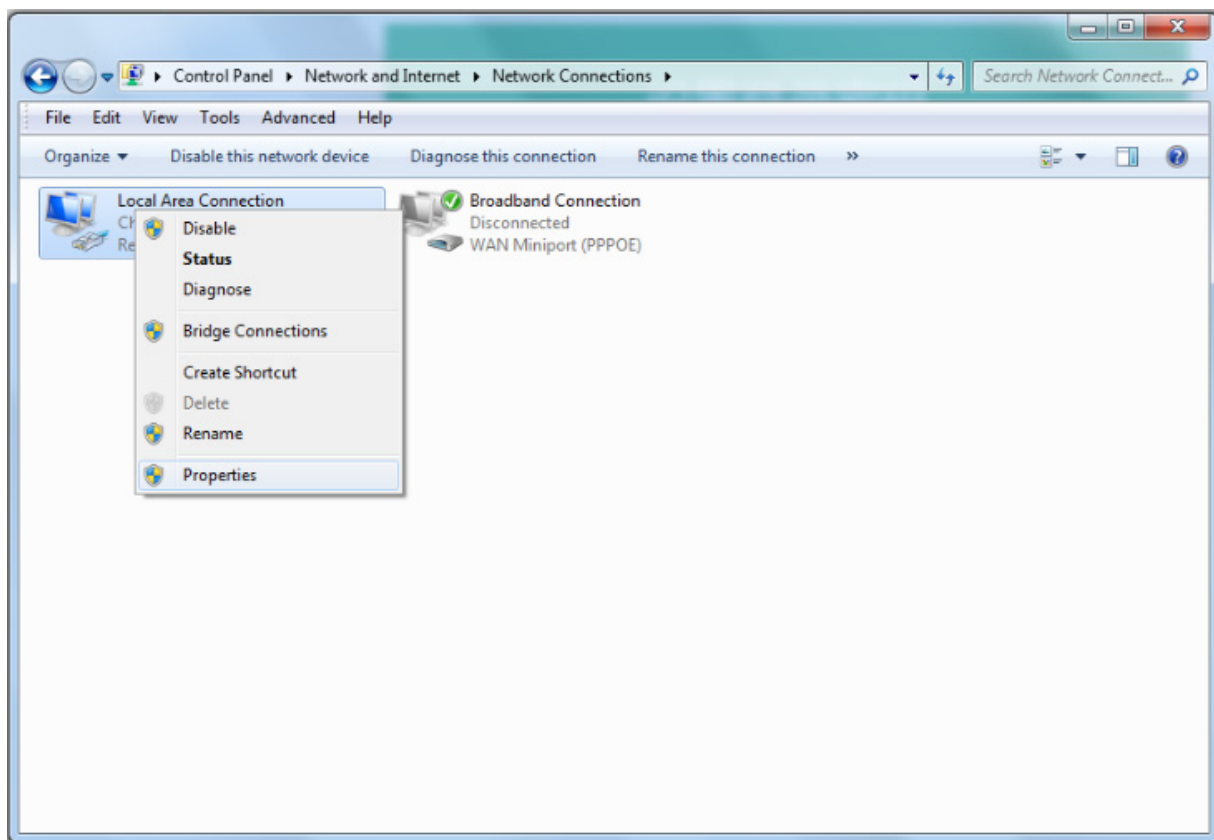 Control Panel Network and Internet Network Connections Search Network Connect...
File Edit View Tools Advanced Help
Organize Disable this network device Diagnose this connection Rename this connection »
Local Area Connection
Disable
Status
Diagnose
Bridge Connections
Create Shortcut
Delete
Rename
Properties
Broadband Connection
Disconnected
WAN Miniport (PPPOE)